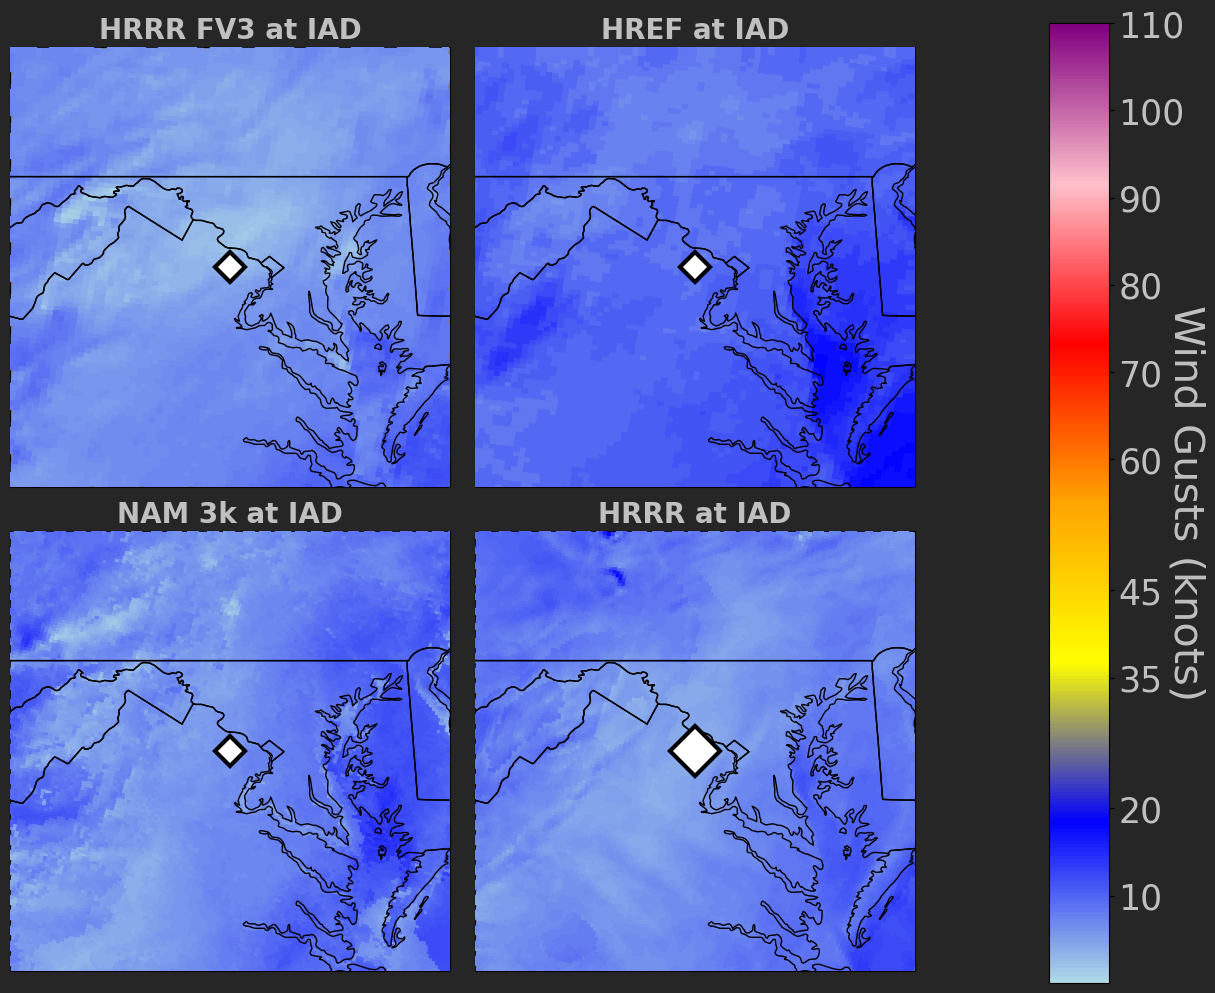 HRRR FV3 at IAD
HREF at IAD
NAM 3k at IAD
HRRR at IAD
110
100
90
80
70
60
45
35
20
10
Wind Gusts (knots)